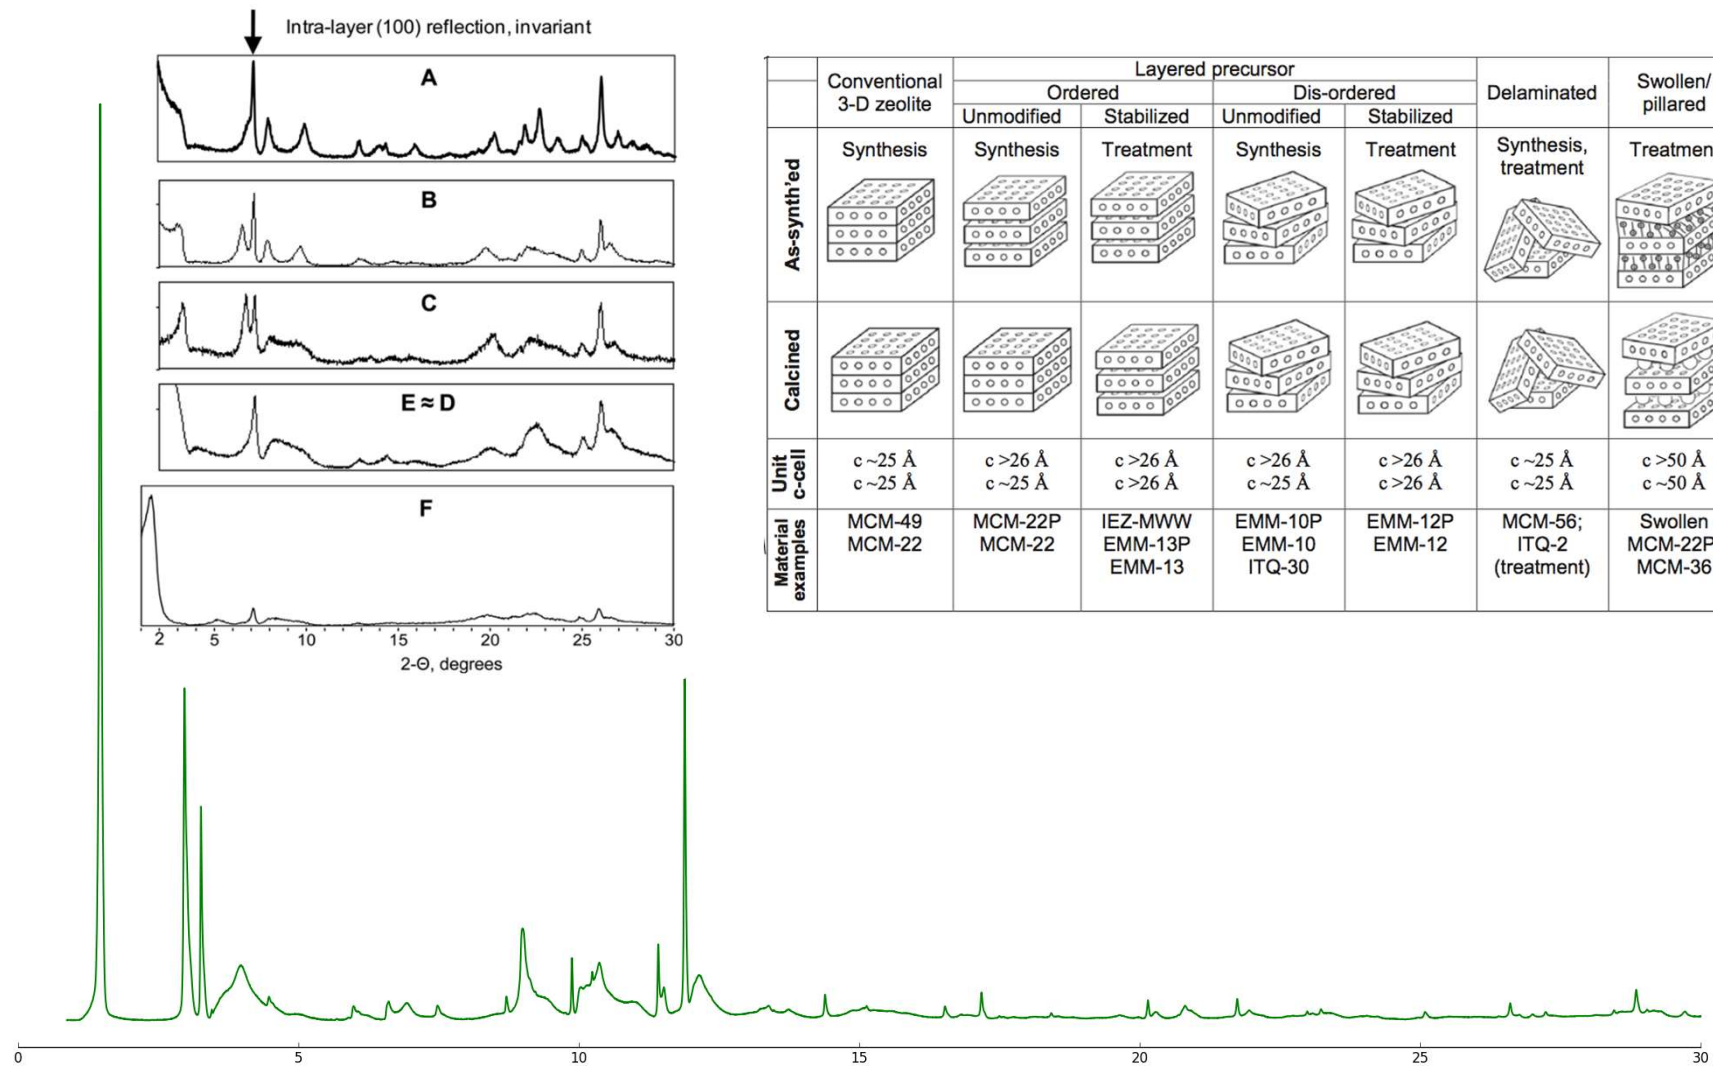 Intra-layer (100) reflection, invariant
A
B
C
E ≈ D
F
2 5 10 15 20 25 30
2-Θ, degrees
Conventional 3-D zeolite
Layered precursor
Ordered
Dis-ordered
Unmodified
Stabilized
Unmodified
Stabilized
Delaminated
Swollen/
pillared
As-synth'ed
Synthesis
Synthesis
Treatment
Synthesis
Treatment
Synthesis,
treatment
Treatmen
Calcined
Unit
c-cell
c ~25 Å
c ~25 Å
c >26 Å
c ~25 Å
c >26 Å
c >26 Å
c >26 Å
c ~25 Å
c >26 Å
c >26 Å
c ~25 Å
c ~25 Å
c >50 Å
c ~50 Å
Material
examples
MCM-49
MCM-22
MCM-22P
MCM-22
IEZ-MWW
EMM-13P
EMM-13
EMM-10P
EMM-10
ITQ-30
EMM-12P
EMM-12
MCM-56;
ITQ-2
(treatment)
Swollen
MCM-22P
MCM-36
0 5 10 15 20 25 30